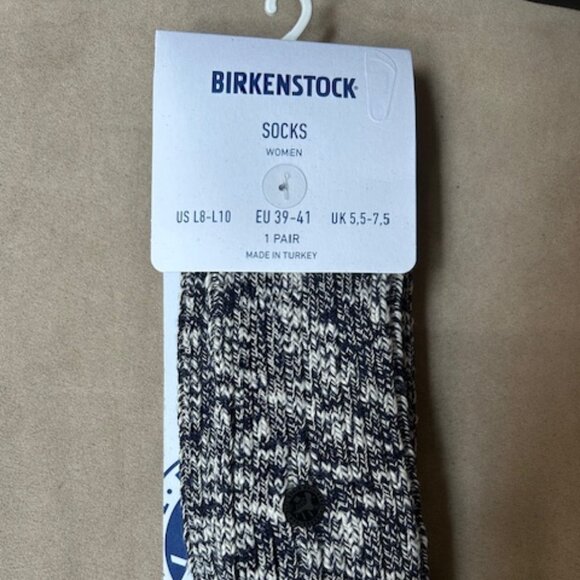 BIRKENSTOCK
SOCKS
WOMEN
US L8-L10 EU 39-41 UK 5,5-7,5
1 PAIR
MADE IN TURKEY